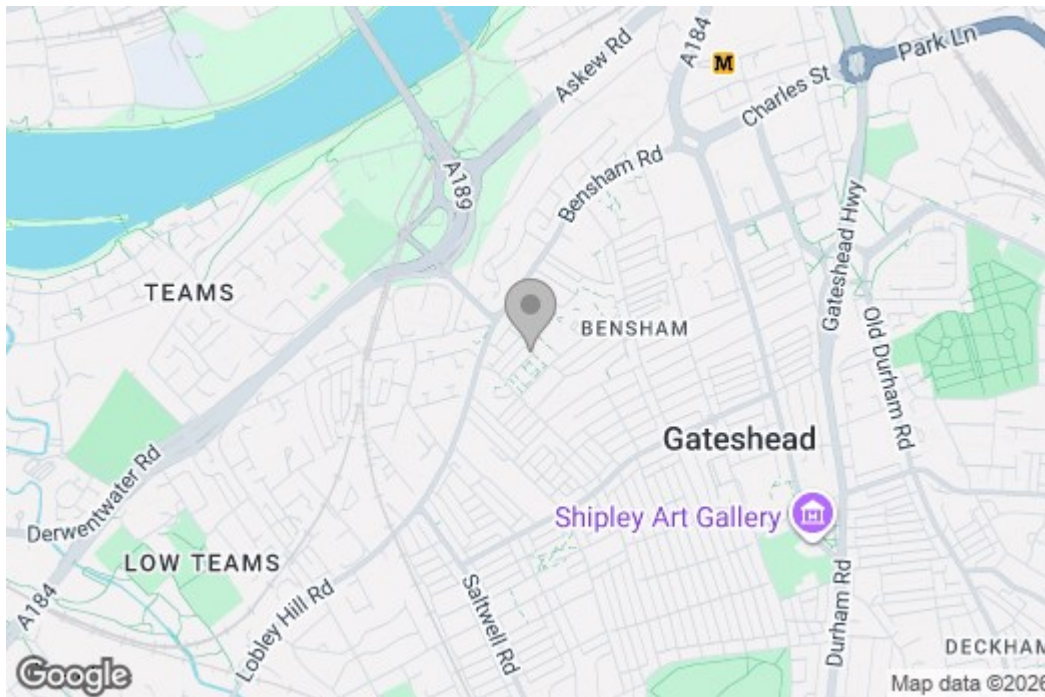 Park Ln
A184
M
Askew Rd
Charles St
A189
Bensham Rd
Gateshead Hwy
TEAMS
BENSHAM
Old Durham Rd
Gateshead
Derwentwater Rd
Shipley Art Gallery
LOW TEAMS
Saltwell Rd
Lobley Hill Rd
A184
Durham Rd
DECKHAM
Google
Map data ©2026